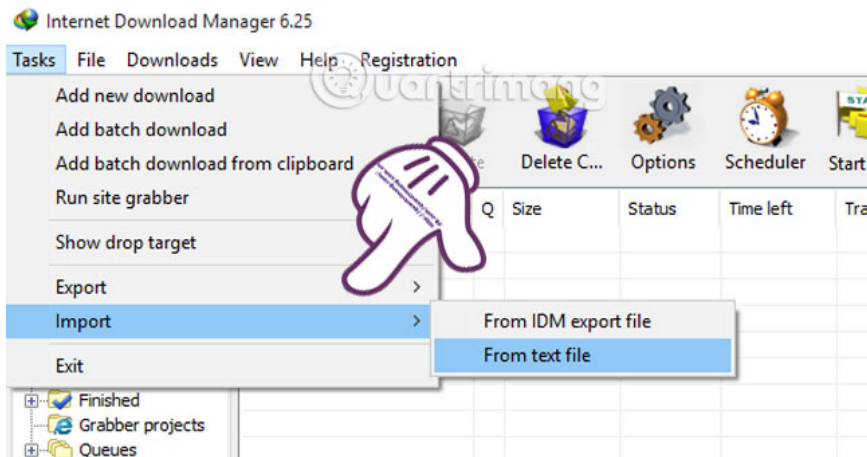 Internet Download Manager 6.25
Tasks File Downloads View Help Registration
Quantrimang
Add new download
Add batch download
Add batch download from clipboard
Run site grabber
Show drop target
Export
Import
Exit
Delete C... Options Scheduler Start
Q Size Status Time left Tra
From IDM export file
From text file
Finished
Grabber projects
Queues